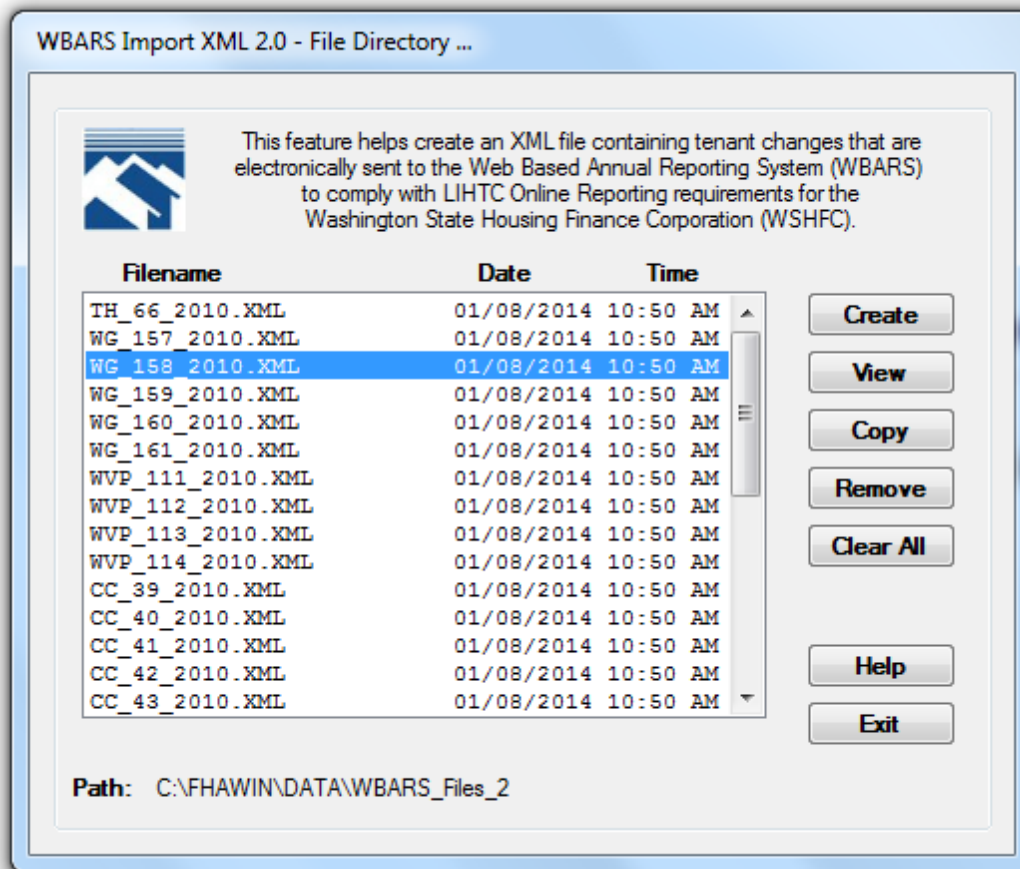 WBARS Import XML 2.0 - File Directory ...
This feature helps create an XML file containing tenant changes that are
electronically sent to the Web Based Annual Reporting System (WBARS)
to comply with LIHTC Online Reporting requirements for the
Washington State Housing Finance Corporation (WSHFC).
Filename Date Time
TH_66_2010.XML 01/08/2014 10:50 AM
WG_157_2010.XML 01/08/2014 10:50 AM
WG_158_2010.XML 01/08/2014 10:50 AM
WG_159_2010.XML 01/08/2014 10:50 AM
WG_160_2010.XML 01/08/2014 10:50 AM
WG_161_2010.XML 01/08/2014 10:50 AM
WVP_111_2010.XML 01/08/2014 10:50 AM
WVP_112_2010.XML 01/08/2014 10:50 AM
WVP_113_2010.XML 01/08/2014 10:50 AM
WVP_114_2010.XML 01/08/2014 10:50 AM
CC_39_2010.XML 01/08/2014 10:50 AM
CC_40_2010.XML 01/08/2014 10:50 AM
CC_41_2010.XML 01/08/2014 10:50 AM
CC_42_2010.XML 01/08/2014 10:50 AM
CC_43_2010.XML 01/08/2014 10:50 AM
Create
View
Copy
Remove
Clear All
Help
Exit
Path: C:\FHAWIN\DATA\WBARS_Files_2